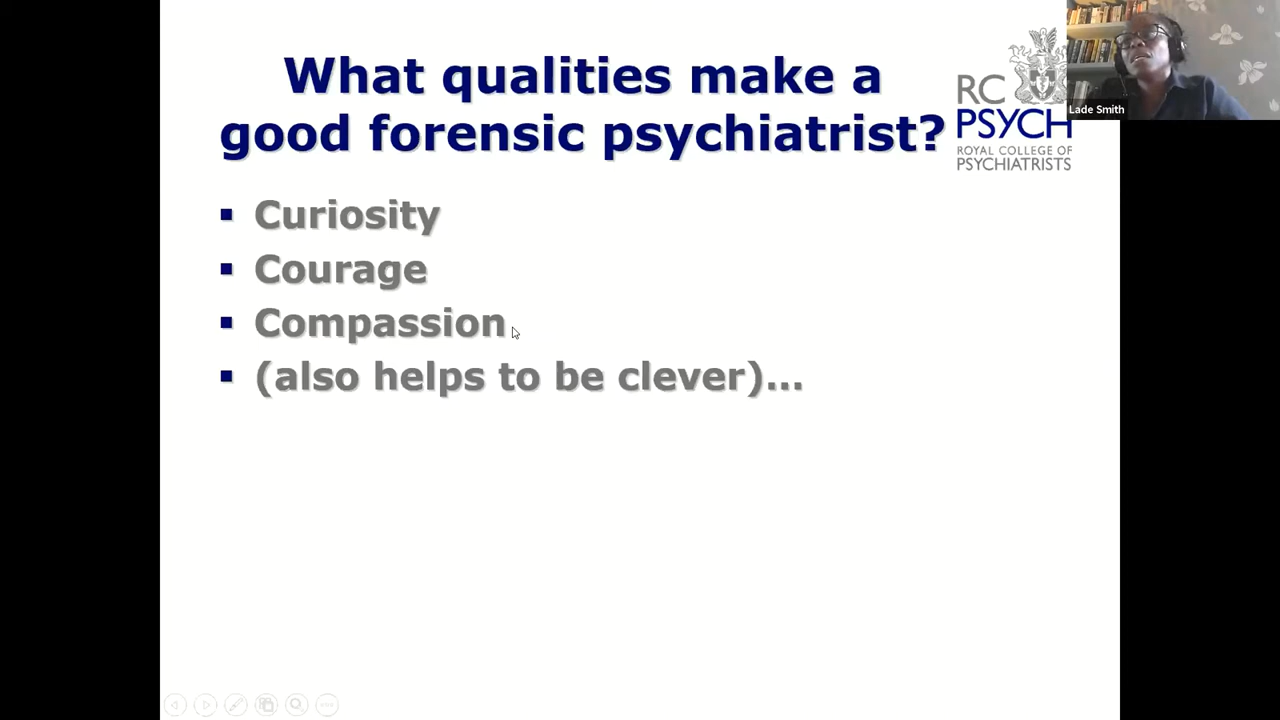 What qualities make a
good forensic psychiatrist?
RC
PSYCH
ROYAL COLLEGE OF
PSYCHIATRISTS
Lade Smith
Curiosity
Courage
Compassion
(also helps to be clever)...